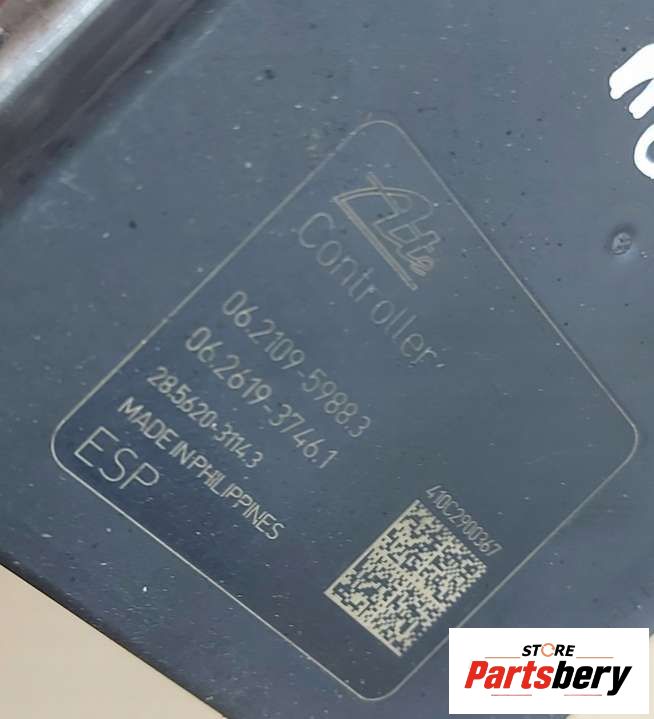 Ate
Controller
06.2109-5988.3
06.2619-3746.1
28.5620-3114.3
MADE IN PHILIPPINES
ESP
410C2900367
STORE
Partsbery